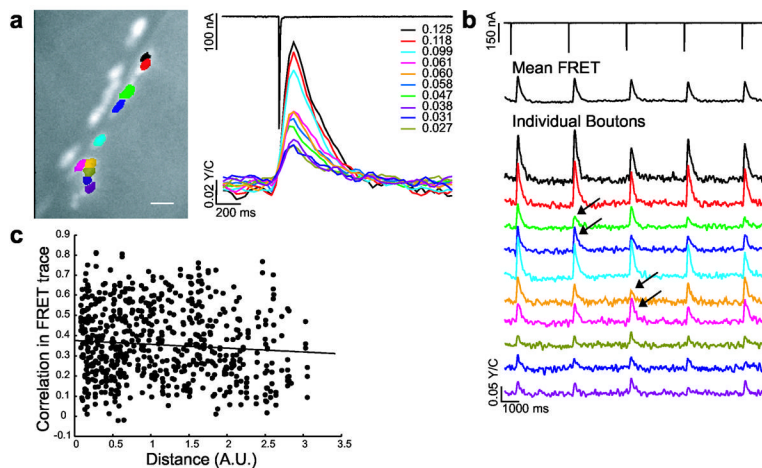 a
100 nA
0.125
0.118
0.099
0.061
0.060
0.058
0.047
0.038
0.031
0.027
0.02 Y/C
200 ms
b
150 nA
Mean FRET
Individual Boutons
0.05 Y/C
1000 ms
c
Correlation in FRET trace
0.9
0.8
0.7
0.6
0.5
0.4
0.3
0.2
0.1
0
-0.1
0
0.5
1.0
1.5
2.0
2.5
3.0
3.5
Distance (A.U.)